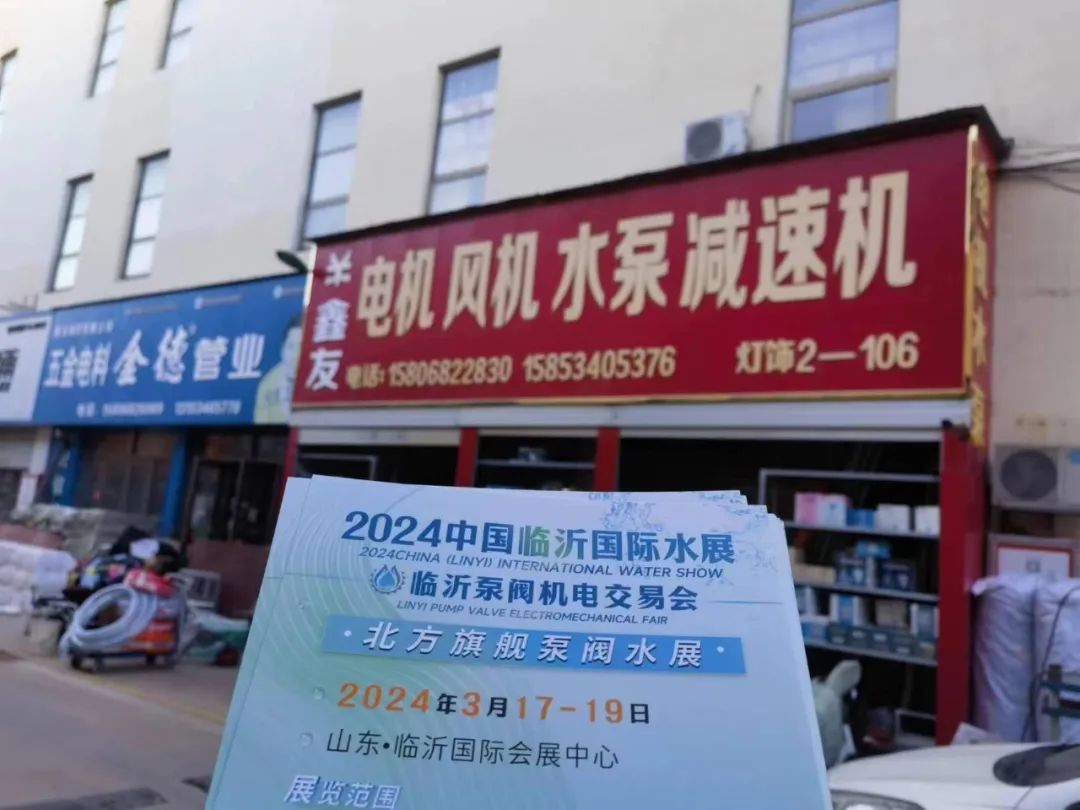 电机 风机 水泵 减速机
羊鑫友
电话:15806822830 15853405376
灯饰2—106
五金电料 金德管业
2024中国临沂国际水展
2024CHINA (LINYI) INTERNATIONAL WATER SHOW
临沂泵阀机电交易会
LINYI PUMP VALVE ELECTROMECHANICAL FAIR
·北方旗舰泵阀水展·
2024年3月17-19日
山东·临沂国际会展中心
展览范围